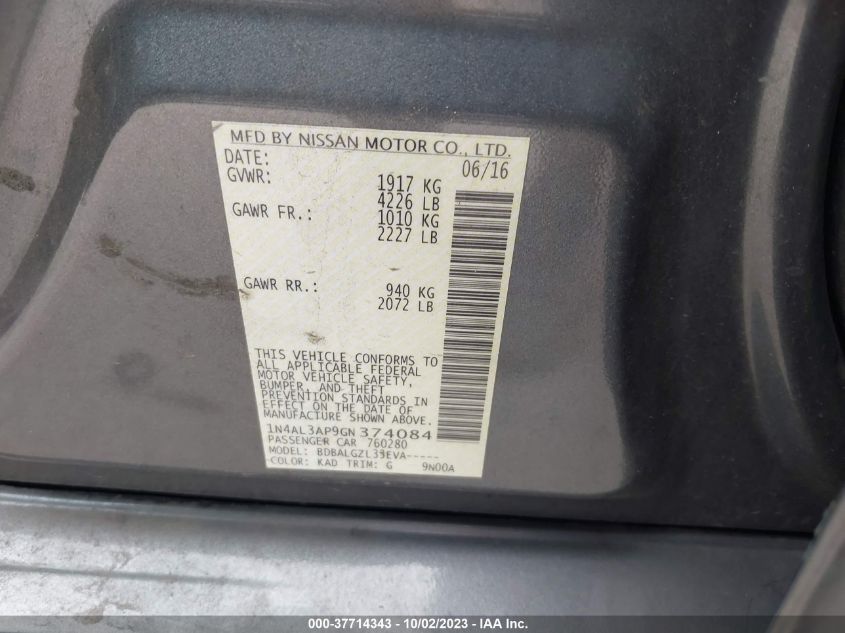 MFD BY NISSAN MOTOR CO., LTD.
DATE: 06/16
GVWR: 1917 KG
4226 LB
GAWR FR.: 1010 KG
2227 LB
GAWR RR.: 940 KG
2072 LB
THIS VEHICLE CONFORMS TO
ALL APPLICABLE FEDERAL
MOTOR VEHICLE SAFETY,
BUMPER, AND THEFT
PREVENTION STANDARDS IN
EFFECT ON THE DATE OF
MANUFACTURE SHOWN ABOVE.
1N4AL3AP9GN 374084
PASSENGER CAR 760280
MODEL: BDBALGZL33EVA-----
COLOR: KAD TRIM: G 9N00A
000-37714343 - 10/02/2023 - IAA Inc.